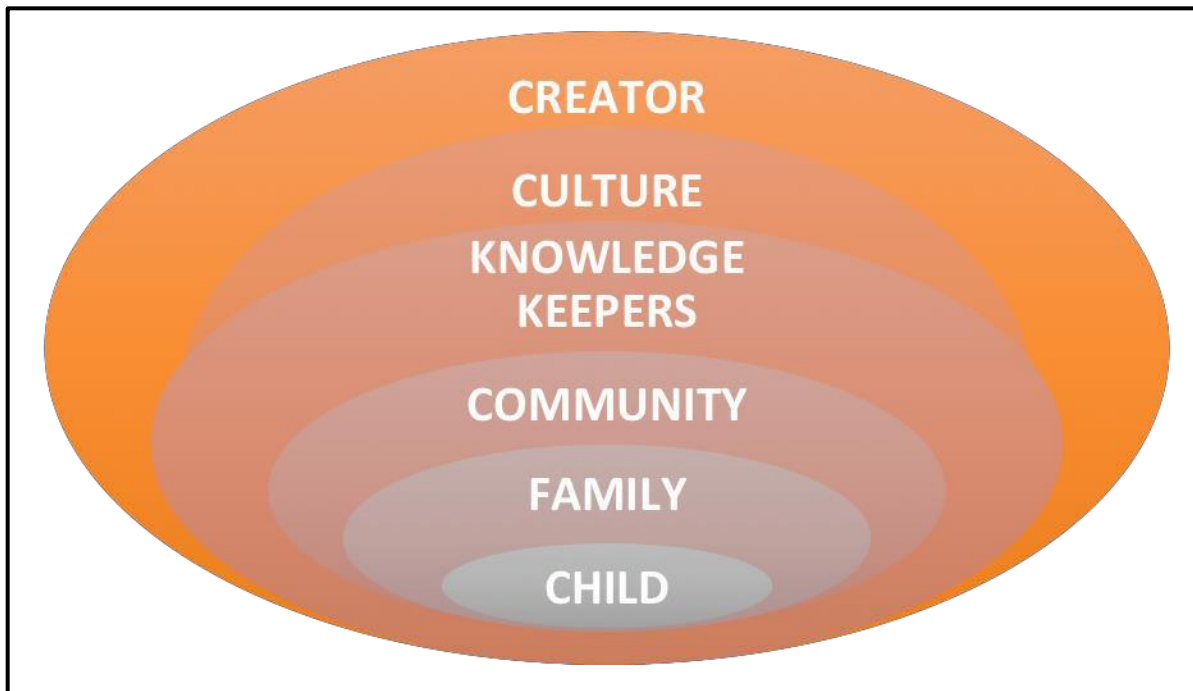 CREATOR
CULTURE
KNOWLEDGE
KEEPERS
COMMUNITY
FAMILY
CHILD